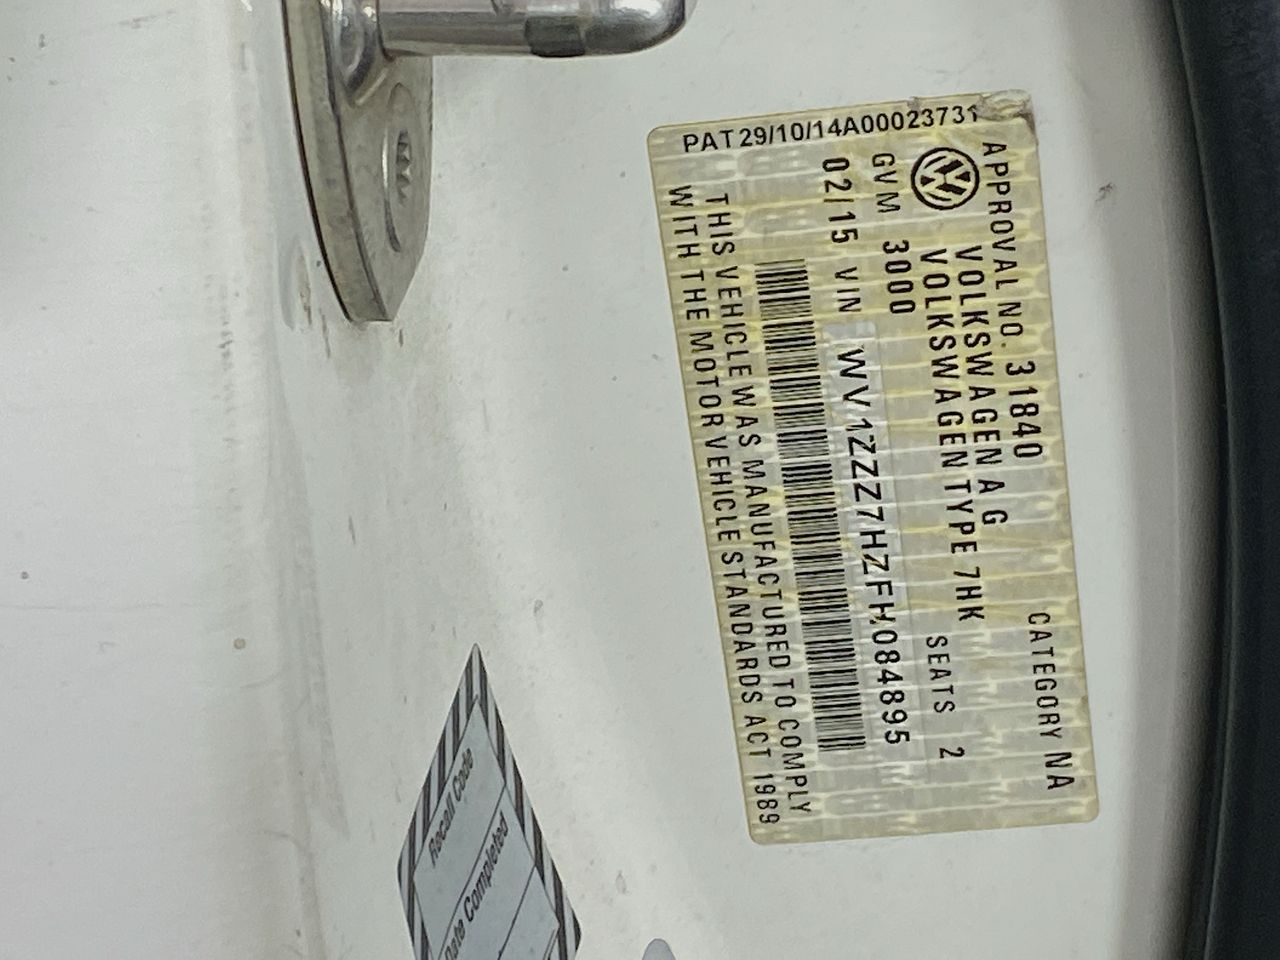 APPROVAL NO. 31840 CATEGORY NA
VOLKSWAGEN AG
VOLKSWAGEN TYPE 7HK SEATS 2
GVM 3000
02/15 VIN WV1ZZZ7HZFH084895
THIS VEHICLE WAS MANUFACTURED TO COMPLY
WITH THE MOTOR VEHICLE STANDARDS ACT 1989
PAT29/10/14A00023731
Recall Code
Date Completed